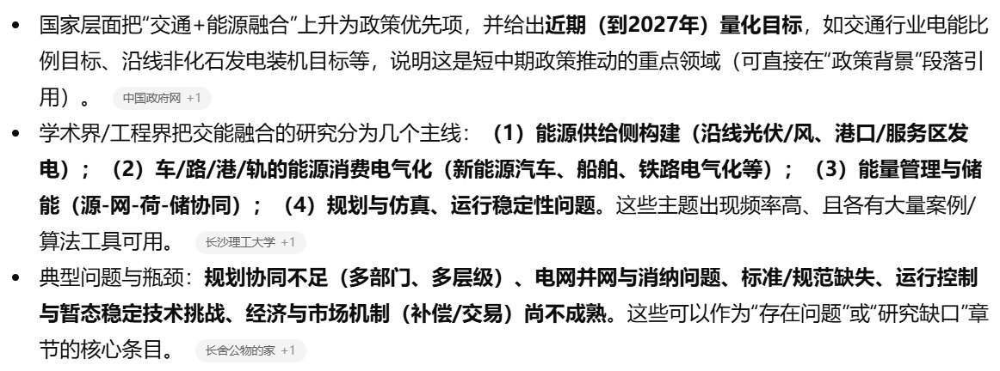 • 国家层面把“交通+能源融合”上升为政策优先项，并给出近期（到2027年）量化目标，如交通行业电能比
例目标、沿线非化石发电装机目标等，说明这是短中期政策推动的重点领域（可直接在“政策背景”段落引
用）。 中国政府网 +1
• 学术界/工程界把交能融合的研究分为几个主线：（1）能源供给侧构建（沿线光伏/风、港口/服务区发
电）；（2）车/路/港/轨的能源消费电气化（新能源汽车、船舶、铁路电气化等）；（3）能量管理与储
能（源-网-荷-储协同）；（4）规划与仿真、运行稳定性问题。这些主题出现频率高、且各有大量案例/
算法工具可用。 长沙理工大学 +1
• 典型问题与瓶颈：规划协同不足（多部门、多层级）、电网并网与消纳问题、标准/规范缺失、运行控制
与暂态稳定技术挑战、经济与市场机制（补偿/交易）尚不成熟。这些可以作为“存在问题”或“研究缺口”章
节的核心条目。 长舍公物的家 +1